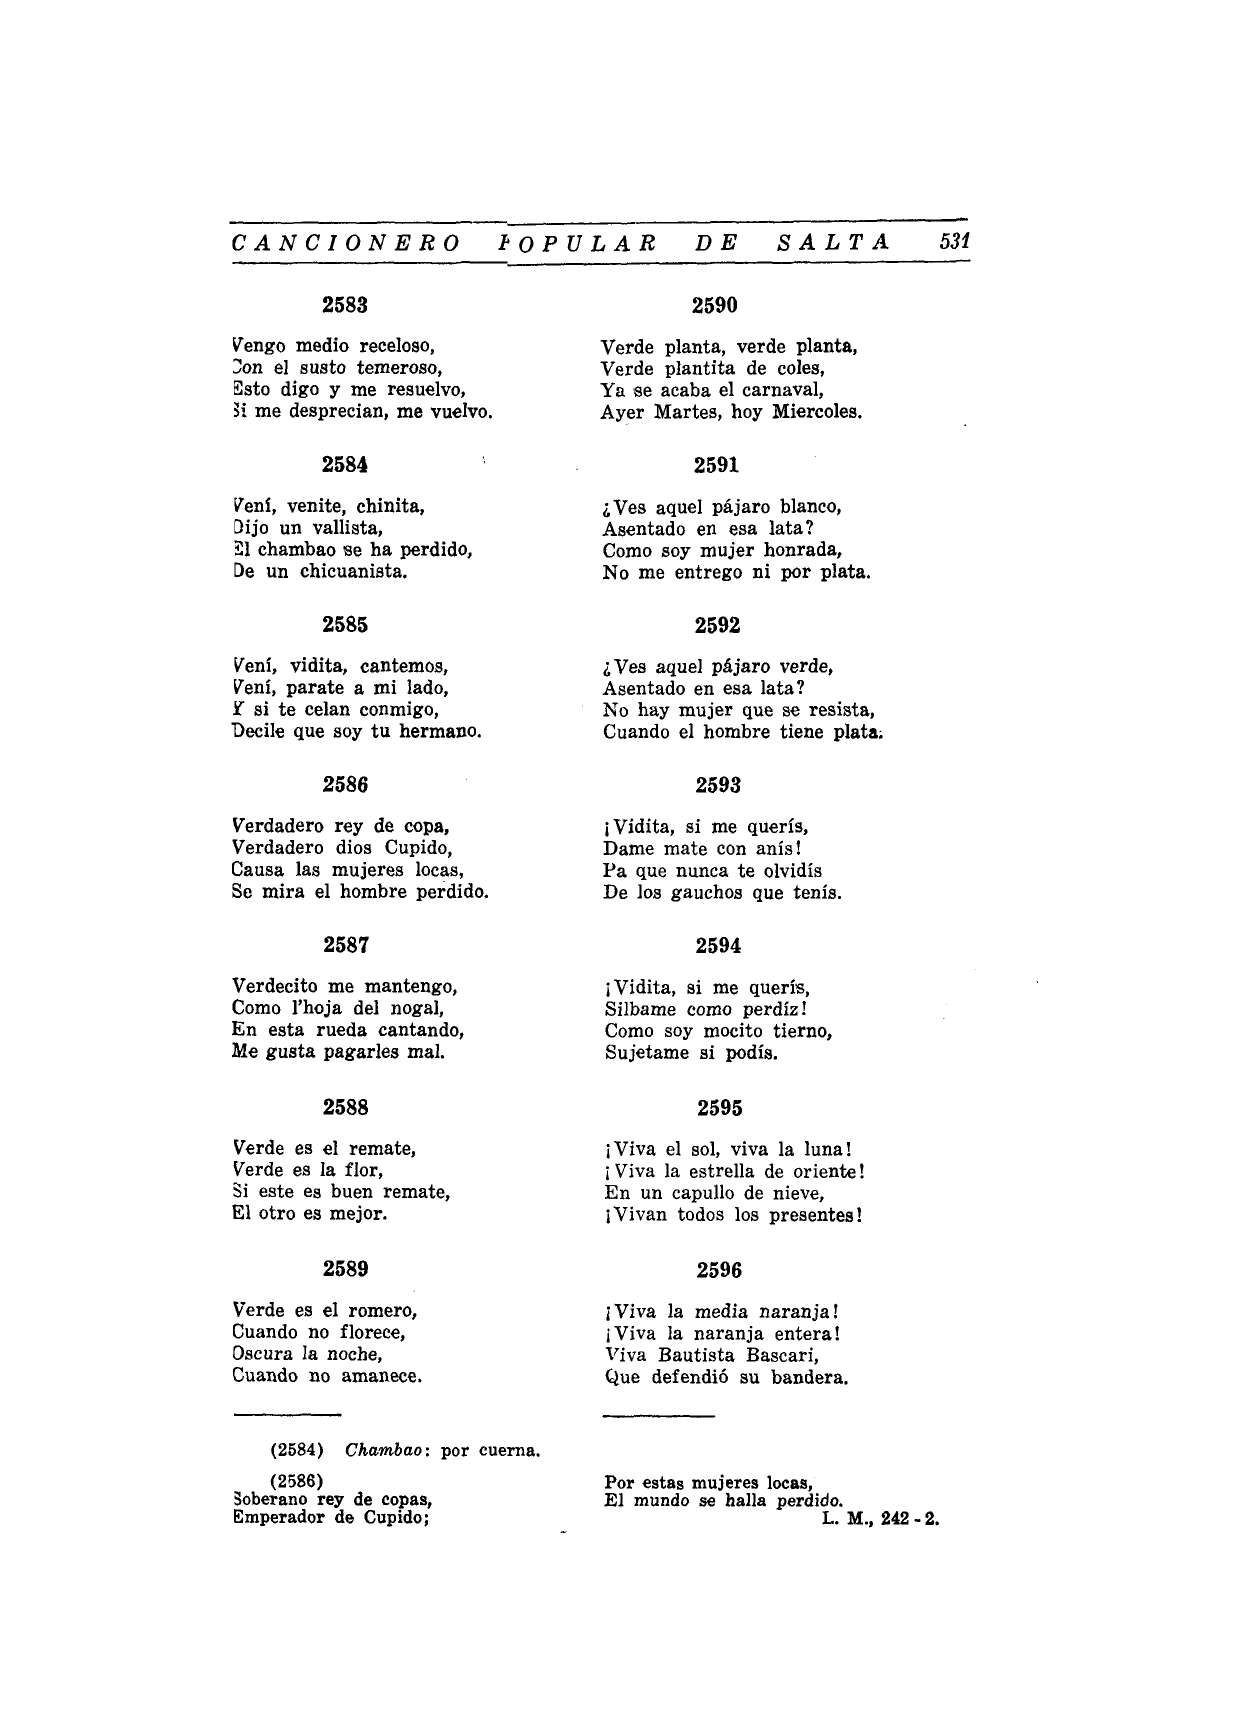 CANCIONERO POPULAR DE SALTA 531
2583
Vengo medio receloso,
Con el susto temeroso,
Esto digo y me resuelvo,
Si me desprecian, me vuelvo.
2584
Vení, venite, chinita,
Dijo un vallista,
El chambao se ha perdido,
De un chicuanista.
2585
Vení, vidita, cantemos,
Vení, parate a mi lado,
Y si te celan conmigo,
Decile que soy tu hermano.
2586
Verdadero rey de copa,
Verdadero dios Cupido,
Causa las mujeres locas,
Se mira el hombre perdido.
2587
Verdecito me mantengo,
Como l'hoja del nogal,
En esta rueda cantando,
Me gusta pagarles mal.
2588
Verde es el remate,
Verde es la flor,
Si este es buen remate,
El otro es mejor.
2589
Verde es el romero,
Cuando no florece,
Oscura la noche,
Cuando no amanece.
2590
Verde planta, verde planta,
Verde plantita de coles,
Ya se acaba el carnaval,
Ayer Martes, hoy Miercoles.
2591
¿Ves aquel pájaro blanco,
Asentado en esa lata?
Como soy mujer honrada,
No me entrego ni por plata.
2592
¿Ves aquel pájaro verde,
Asentado en esa lata?
No hay mujer que se resista,
Cuando el hombre tiene plata.
2593
¡Vidita, si me querís,
Dame mate con anís!
Pa que nunca te olvidís
De los gauchos que tenís.
2594
¡Vidita, si me querís,
Silbame como perdíz!
Como soy mocito tierno,
Sujetame si podís.
2595
¡Viva el sol, viva la luna!
¡Viva la estrella de oriente!
En un capullo de nieve,
¡Vivan todos los presentes!
2596
¡Viva la media naranja!
¡Viva la naranja entera!
Viva Bautista Bascari,
Que defendió su bandera.
(2584) Chambao: por cuerna.
(2586)
Soberano rey de copas,
Emperador de Cupido;
Por estas mujeres locas,
El mundo se halla perdido.
L. M., 242 - 2.